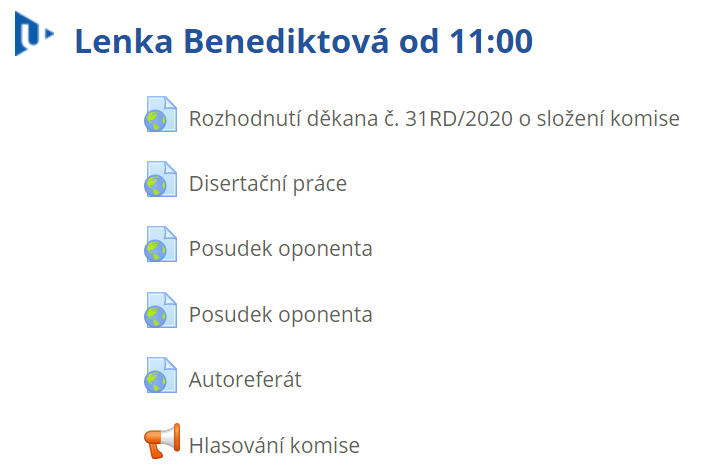 Lenka Benediktová od 11:00
Rozhodnutí děkana č. 31RD/2020 o složení komise
Disertační práce
Posudek oponenta
Posudek oponenta
Autoreferát
Hlasování komise